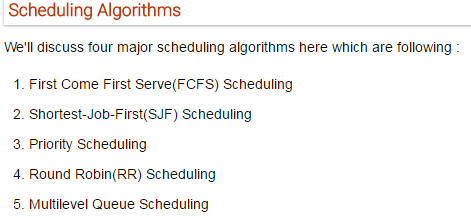 Scheduling Algorithms
We'll discuss four major scheduling algorithms here which are following :
1. First Come First Serve(FCFS) Scheduling
2. Shortest-Job-First(SJF) Scheduling
3. Priority Scheduling
4. Round Robin(RR) Scheduling
5. Multilevel Queue Scheduling